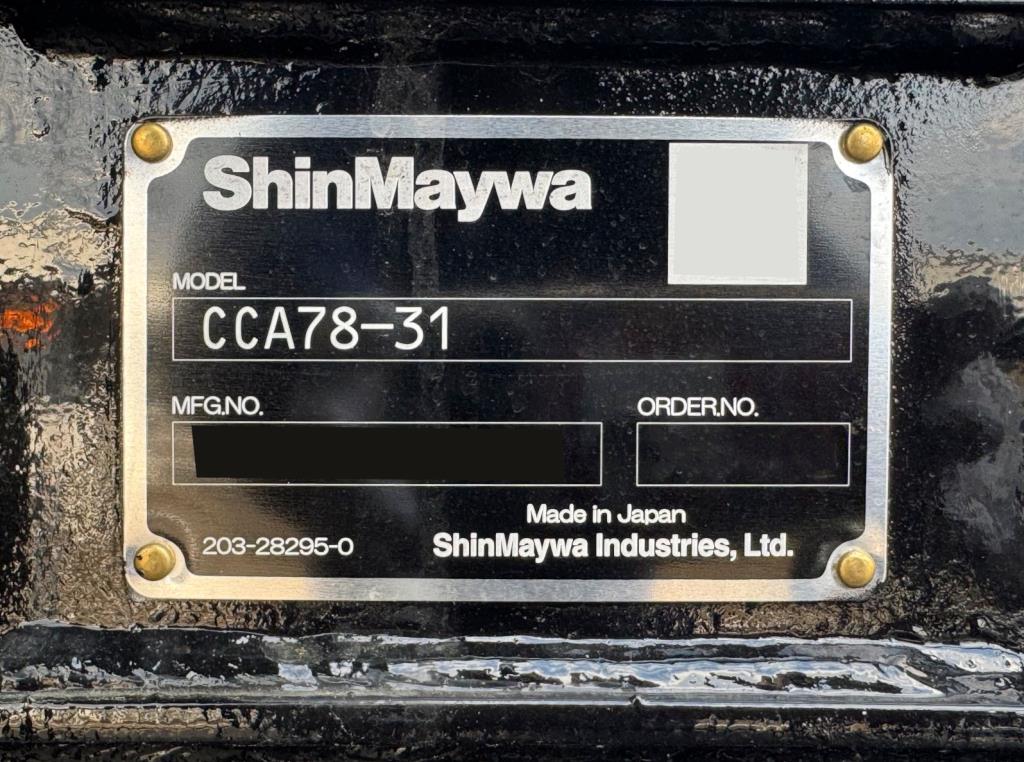 ShinMaywa
MODEL
CCA78-31
MFG.NO.
ORDER.NO.
Made in Japan
203-28295-0
ShinMaywa Industries, Ltd.